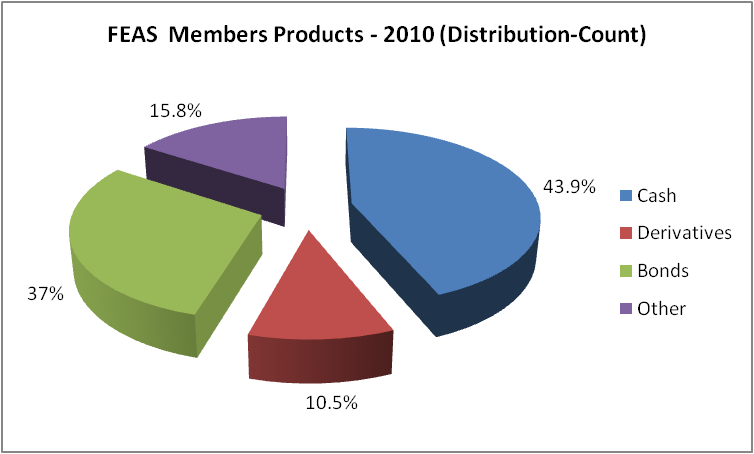 FEAS  Members Products - 2010 (Distribution-Count)
15.8%
43.9%
37%
10.5%
Cash
Derivatives
Bonds
Other